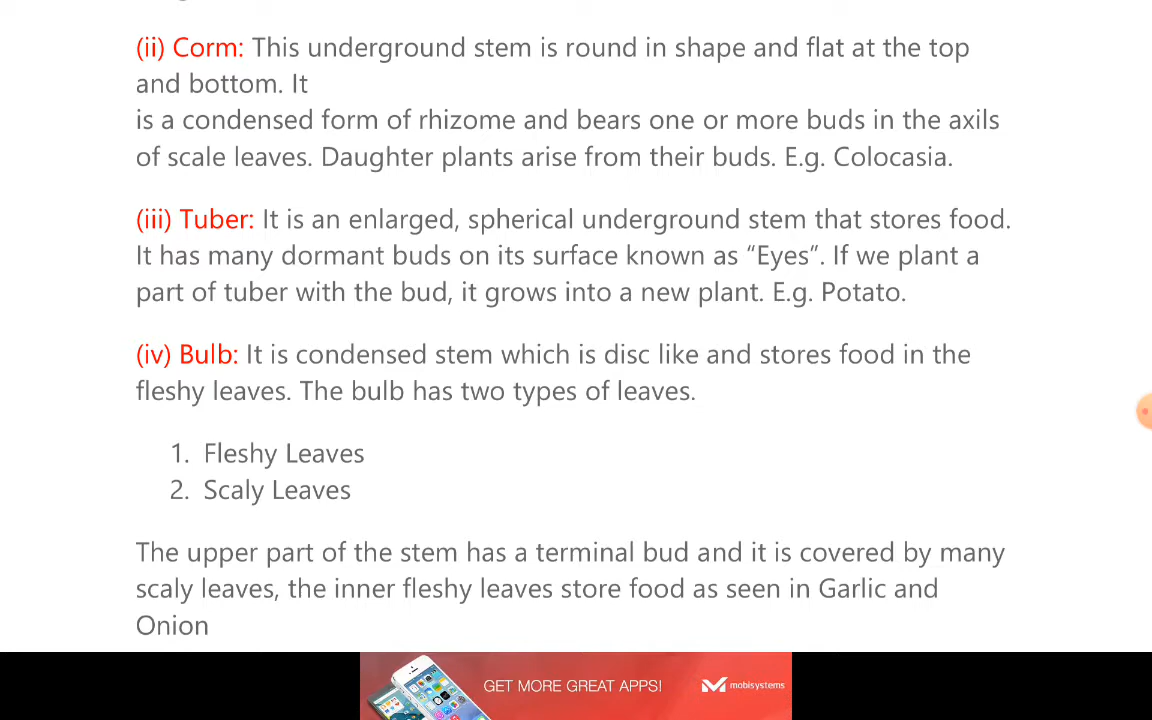 (ii) Corm: This underground stem is round in shape and flat at the top
and bottom. It
is a condensed form of rhizome and bears one or more buds in the axils
of scale leaves. Daughter plants arise from their buds. E.g. Colocasia.
(iii) Tuber: It is an enlarged, spherical underground stem that stores food.
It has many dormant buds on its surface known as “Eyes”. If we plant a
part of tuber with the bud, it grows into a new plant. E.g. Potato.
(iv) Bulb: It is condensed stem which is disc like and stores food in the
fleshy leaves. The bulb has two types of leaves.
1. Fleshy Leaves
2. Scaly Leaves
The upper part of the stem has a terminal bud and it is covered by many
scaly leaves, the inner fleshy leaves store food as seen in Garlic and
Onion
GET MORE GREAT APPS! mobisystems